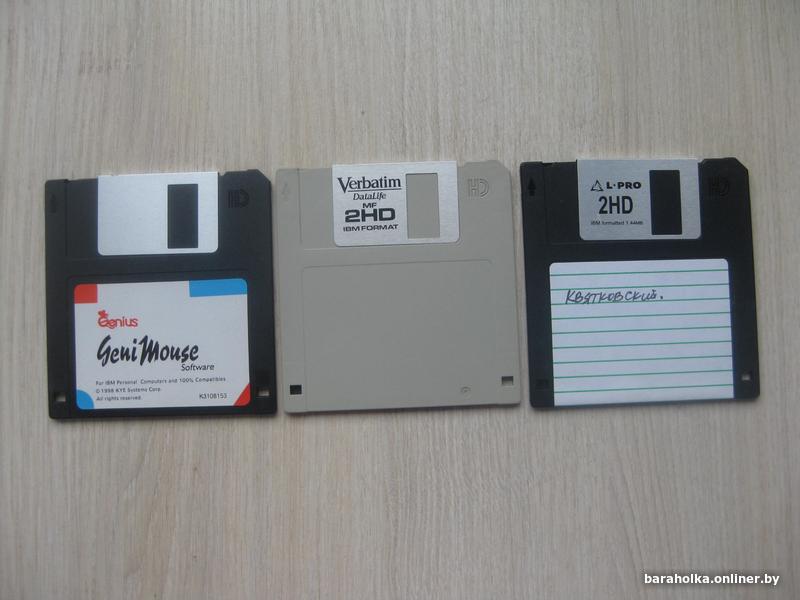 HD
Genius
GeniMouse
Software
For IBM Personal Computers and 100% Compatibles
© 1998 KYE Systems Corp.
All rights reserved.
K3108153
Verbatim
DataLife
MF
2HD
IBM FORMAT
HD
L·PRO
2HD
IBM formatted 1.44MB
HD
Квятковский.
baraholka.onliner.by